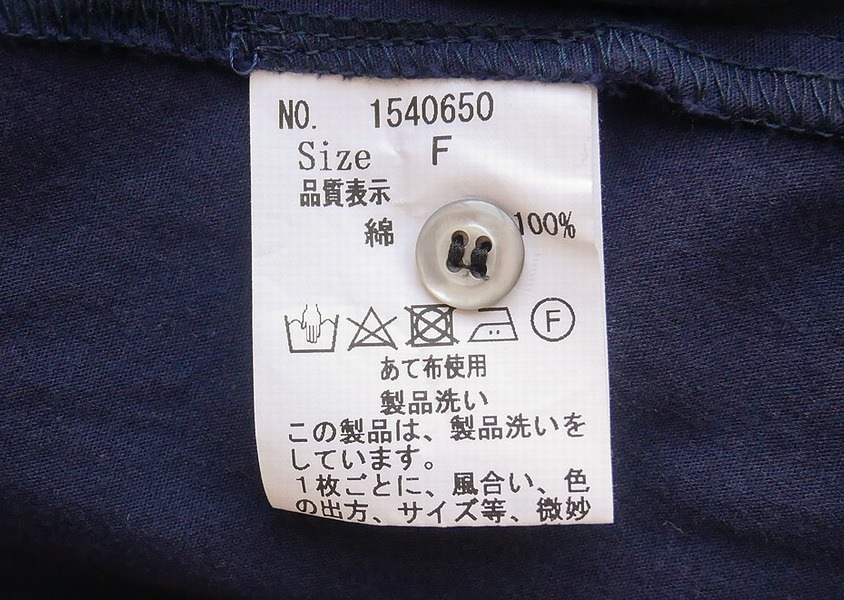 NO. 1540650
Size F
品質表示
綿 100%
F
あて布使用
製品洗い
この製品は、製品洗いを
しています。
1枚ごとに、風合い、色
の出方、サイズ等、微妙